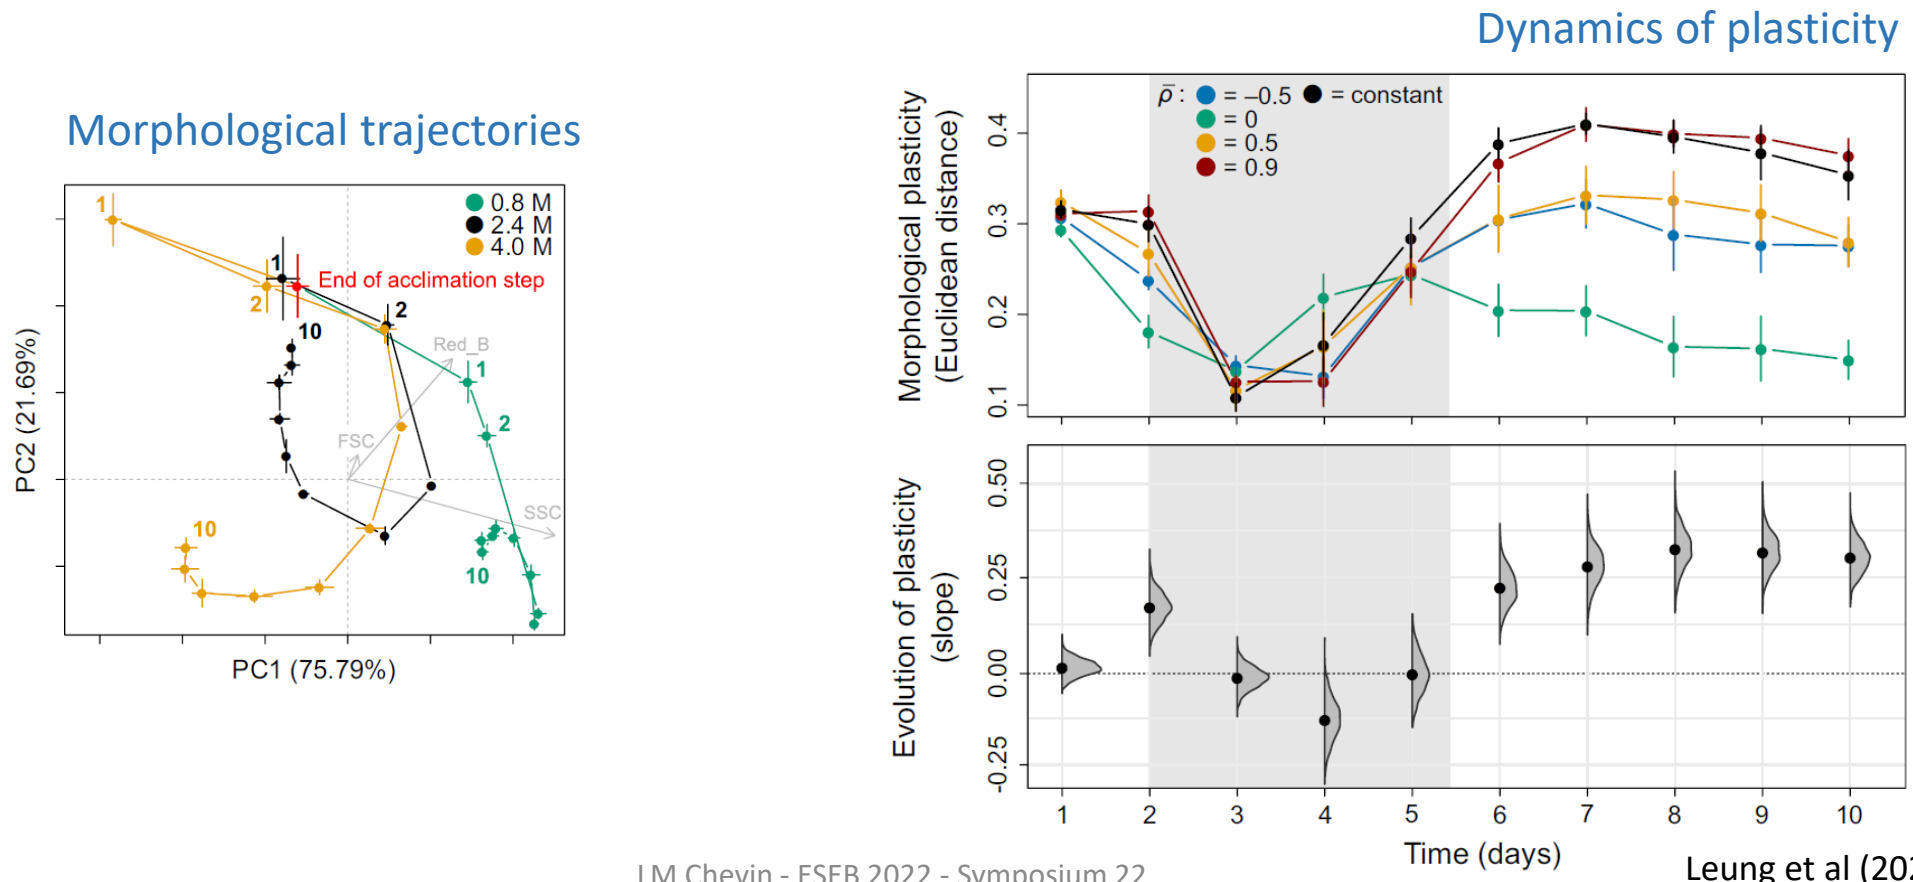 Dynamics of plasticity
Morphological trajectories
0.8 M
2.4 M
4.0 M
1
1
End of acclimation step
2
2
10
Red_B
1
FSC
2
SSC
10
10
PC2 (21.69%)
PC1 (75.79%)
Morphological plasticity
(Euclidean distance)
0.4
0.3
0.2
0.1
ρ̄ : = –0.5 = constant
= 0
= 0.5
= 0.9
Evolution of plasticity
(slope)
0.50
0.25
0.00
-0.25
1 2 3 4 5 6 7 8 9 10
Time (days)
LM Chevin - ESEB 2022 - Symposium 22
Leung et al (202